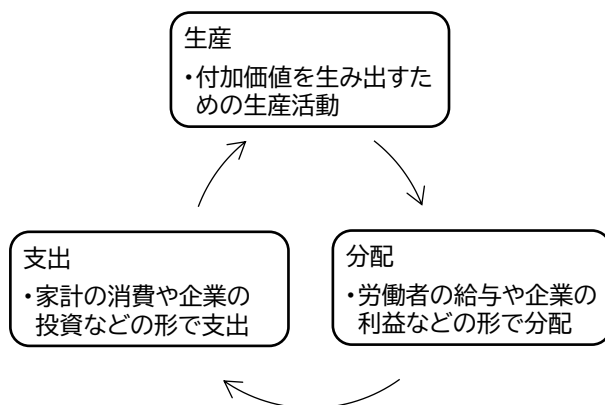 生産
・付加価値を生み出すた
めの生産活動
支出
・家計の消費や企業の
投資などの形で支出
分配
・労働者の給与や企業の
利益などの形で分配